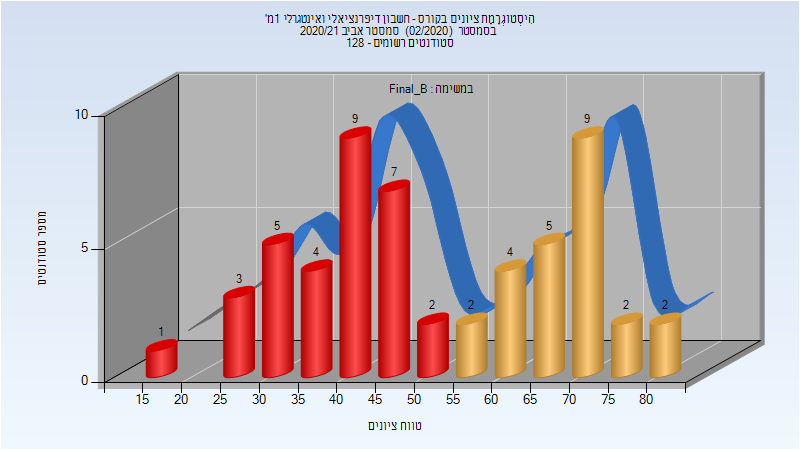 הִיסְטוֹגְרָמַת ציונים בקורס - חשבון דיפרנציאלי ואינטגרלי 1מ'
בסמסטר (02/2020) סמסטר אביב 2020/21
סטודנטים רשומים - 128
במשימה : Final_B
מספר סטודנטים
10
5
0
1
3
5
4
9
7
2
2
4
5
9
2
2
15 20 25 30 35 40 45 50 55 60 65 70 75 80
טווח ציונים